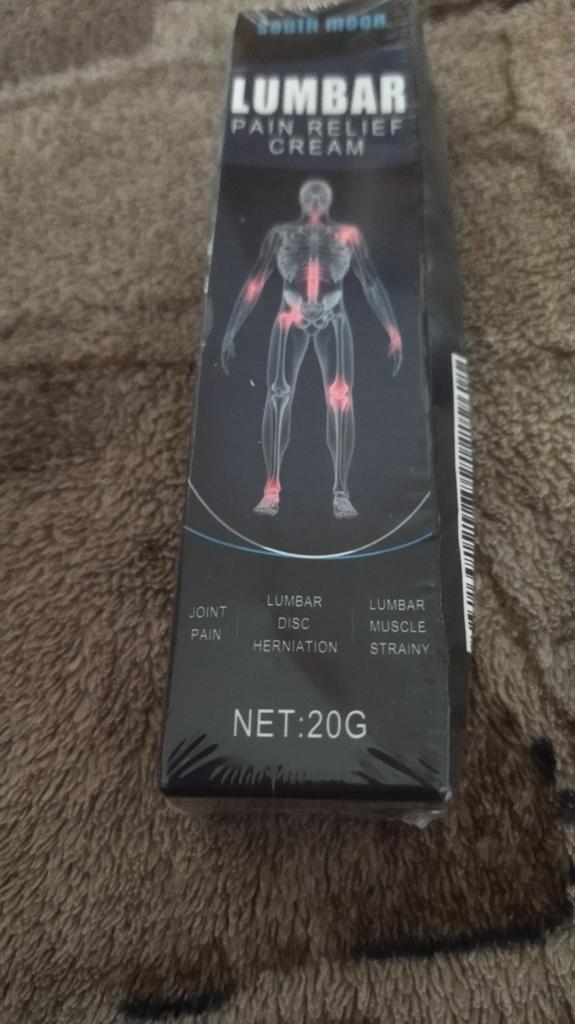 south moon
LUMBAR
PAIN RELIEF
CREAM
JOINT
PAIN
LUMBAR
DISC
HERNIATION
LUMBAR
MUSCLE
STRAINY
NET:20G